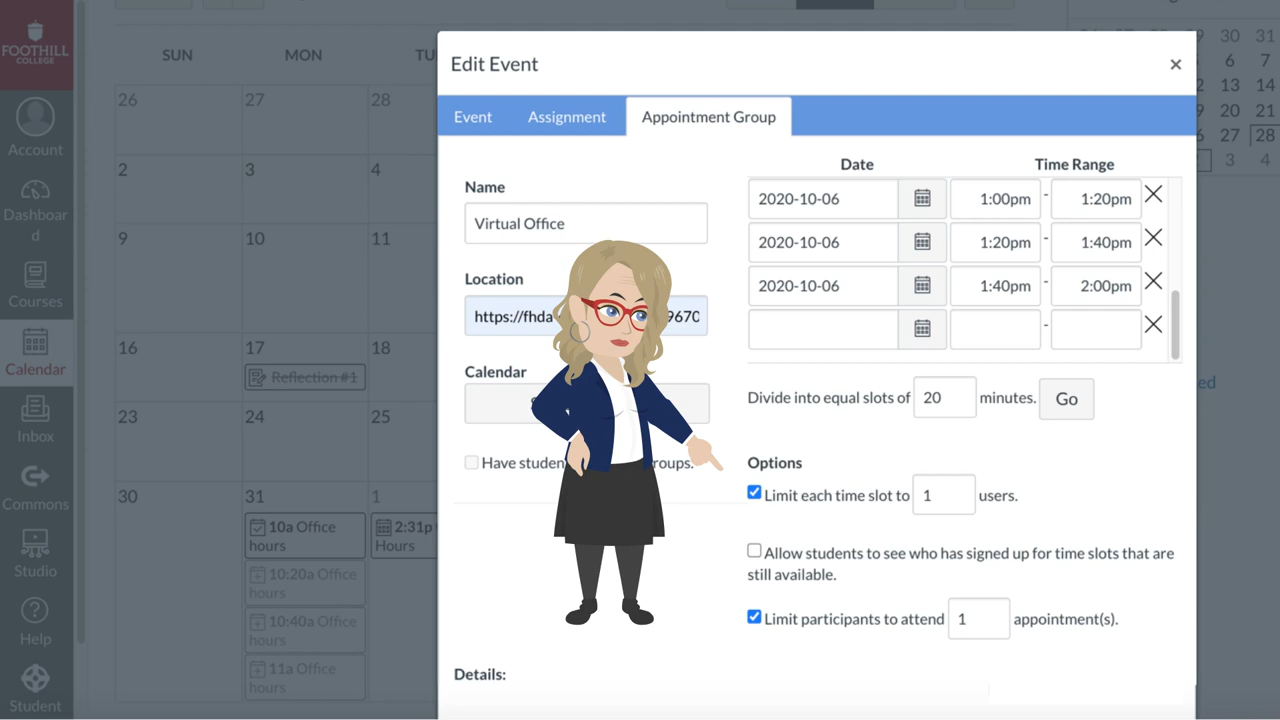 FOOTHILL
COLLEGE
Account
Dashboar
d
Courses
Calendar
Inbox
Commons
Studio
Help
Student
SUN MON TU
26 27 28
2 3 4
9 10 11
16 17 18
Reflection #1
23 24 25
30 31 1
10a Office
hours
2:31p
Hours
10:20a Office
hours
10:40a Office
hours
11a Office
hours
Edit Event ×
Event Assignment Appointment Group
Name
Virtual Office
Location
https://fhda 9670
Calendar
Have studen roups.
Date Time Range
2020-10-06 1:00pm - 1:20pm
2020-10-06 1:20pm - 1:40pm
2020-10-06 1:40pm - 2:00pm
-
Divide into equal slots of 20 minutes. Go
Options
Limit each time slot to 1 users.
Allow students to see who has signed up for time slots that are
still available.
Limit participants to attend 1 appointment(s).
Details:
30 31
6 7
13 14
20 21
27 28
3 4
ed